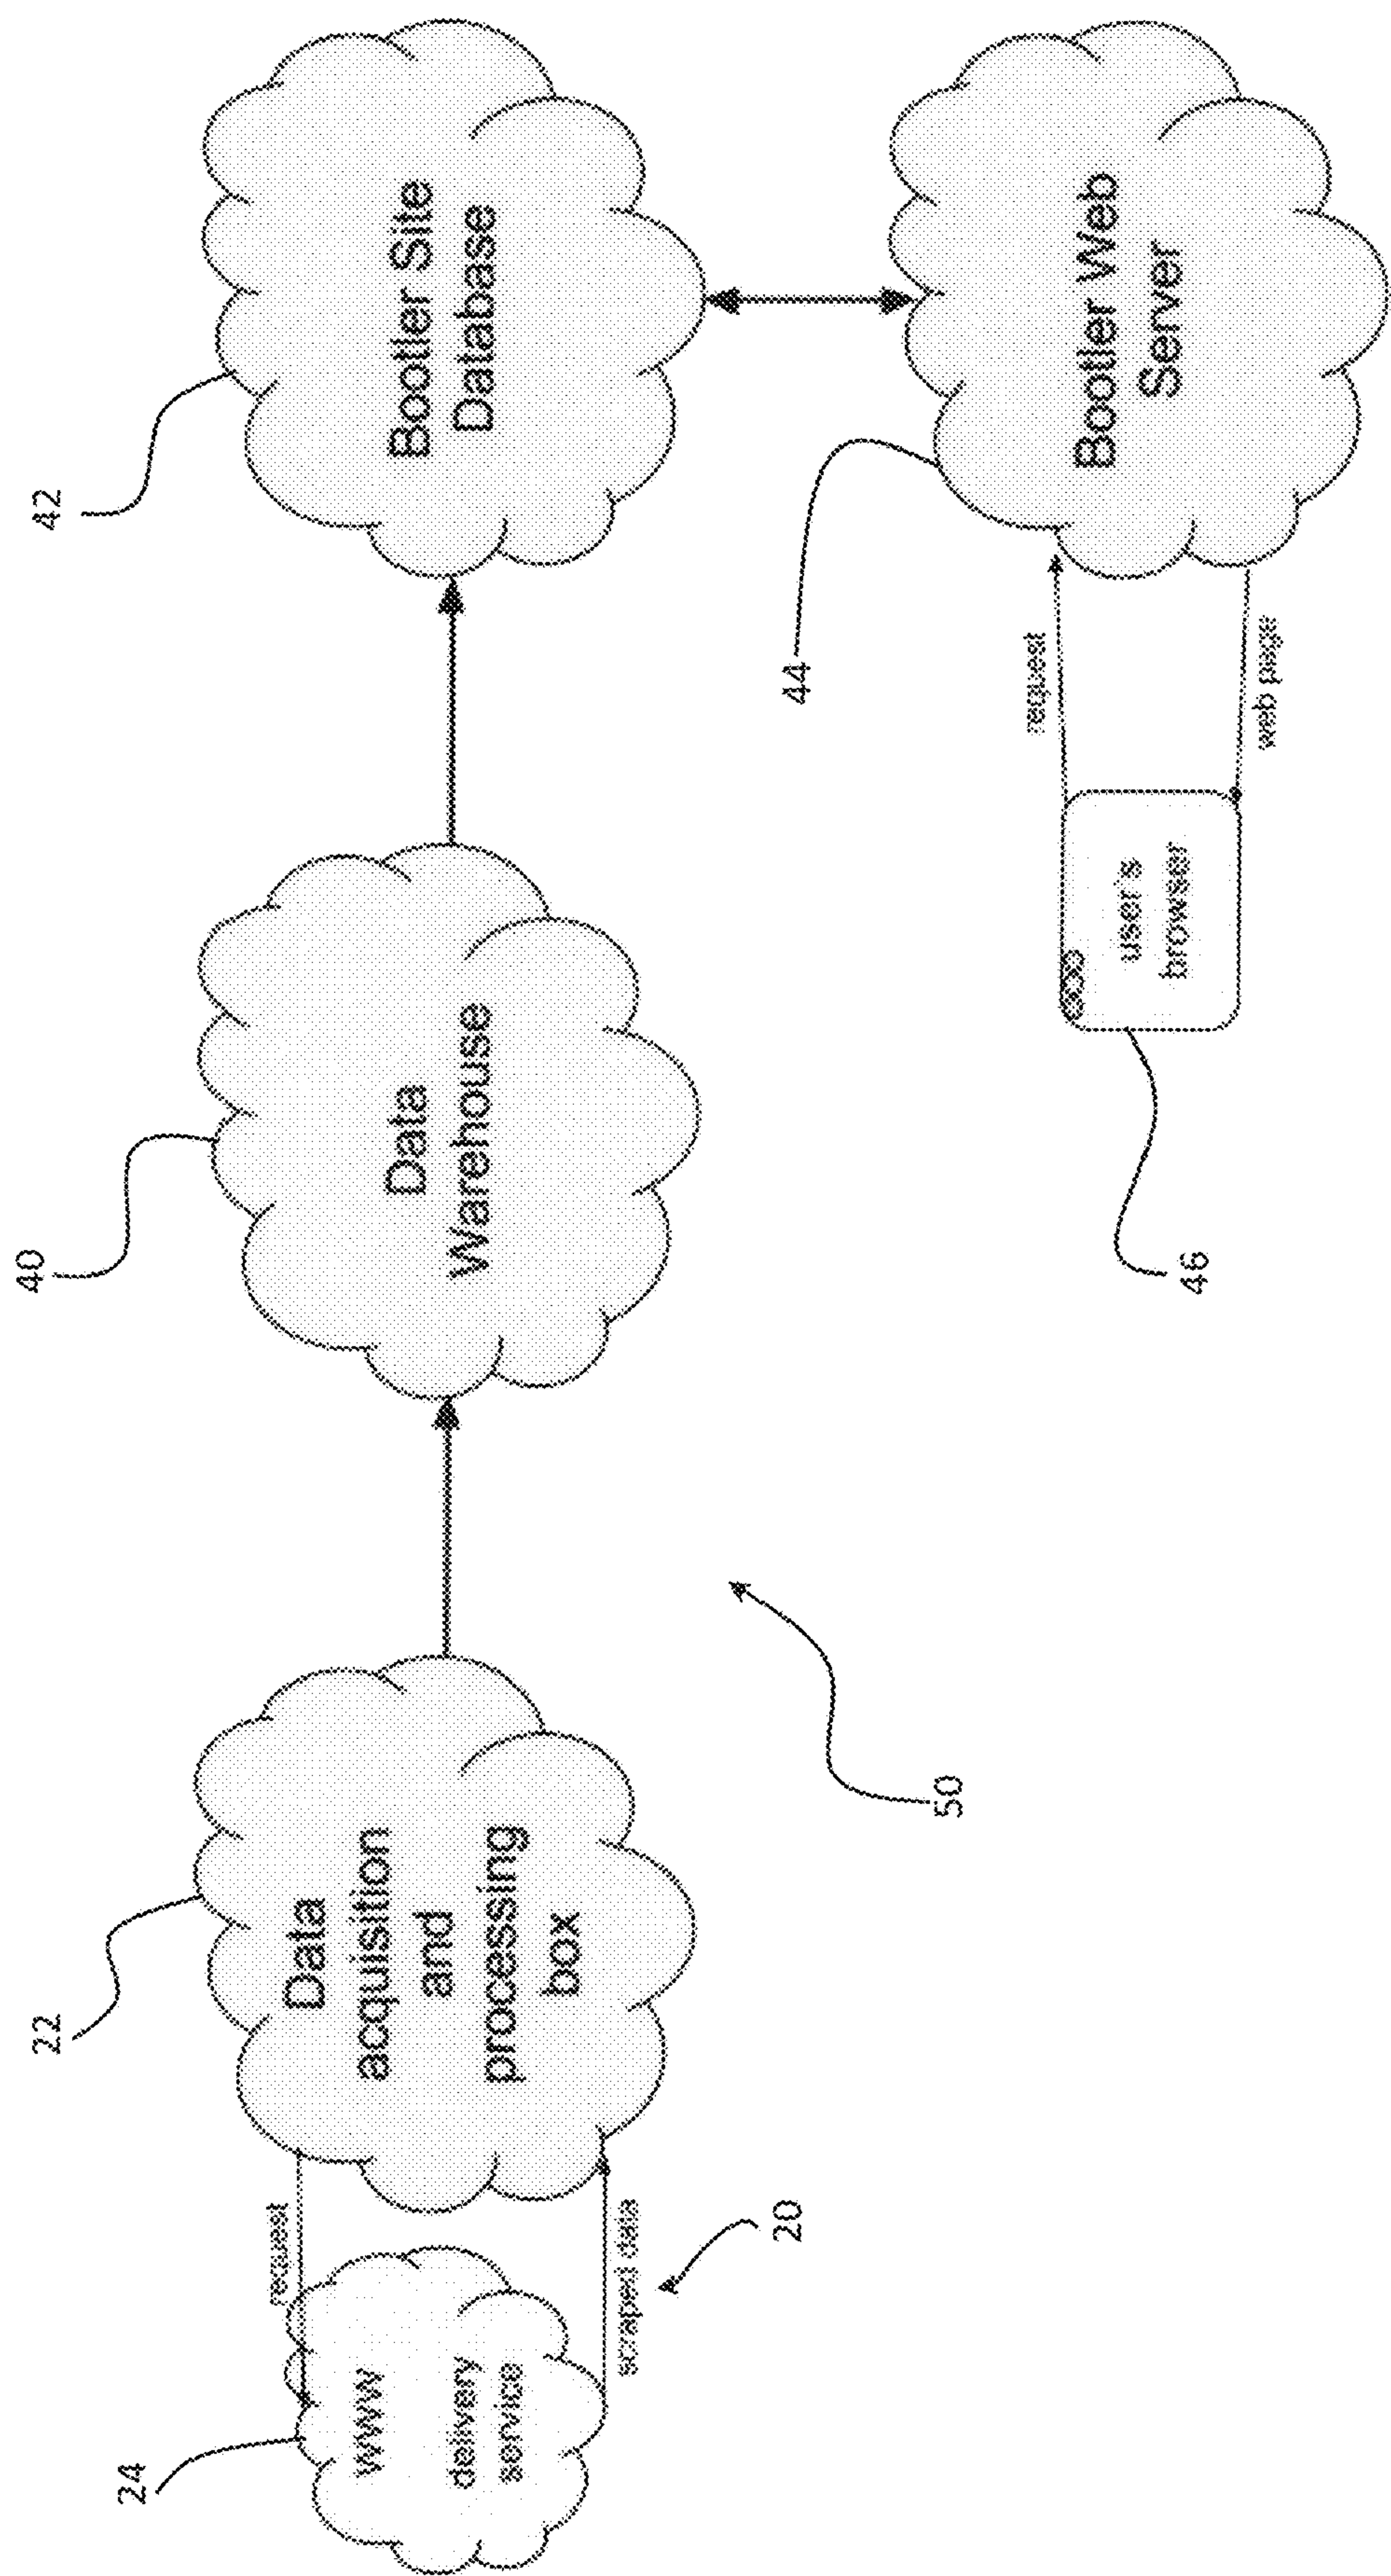 24
www
delivery
service
request
scraped data
20
22
Data
acquisition
and
processing
box
50
40
Data
Warehouse
42
Bootler Site
Database
44
Bootler Web
Server
request
web page
user's
browser
46